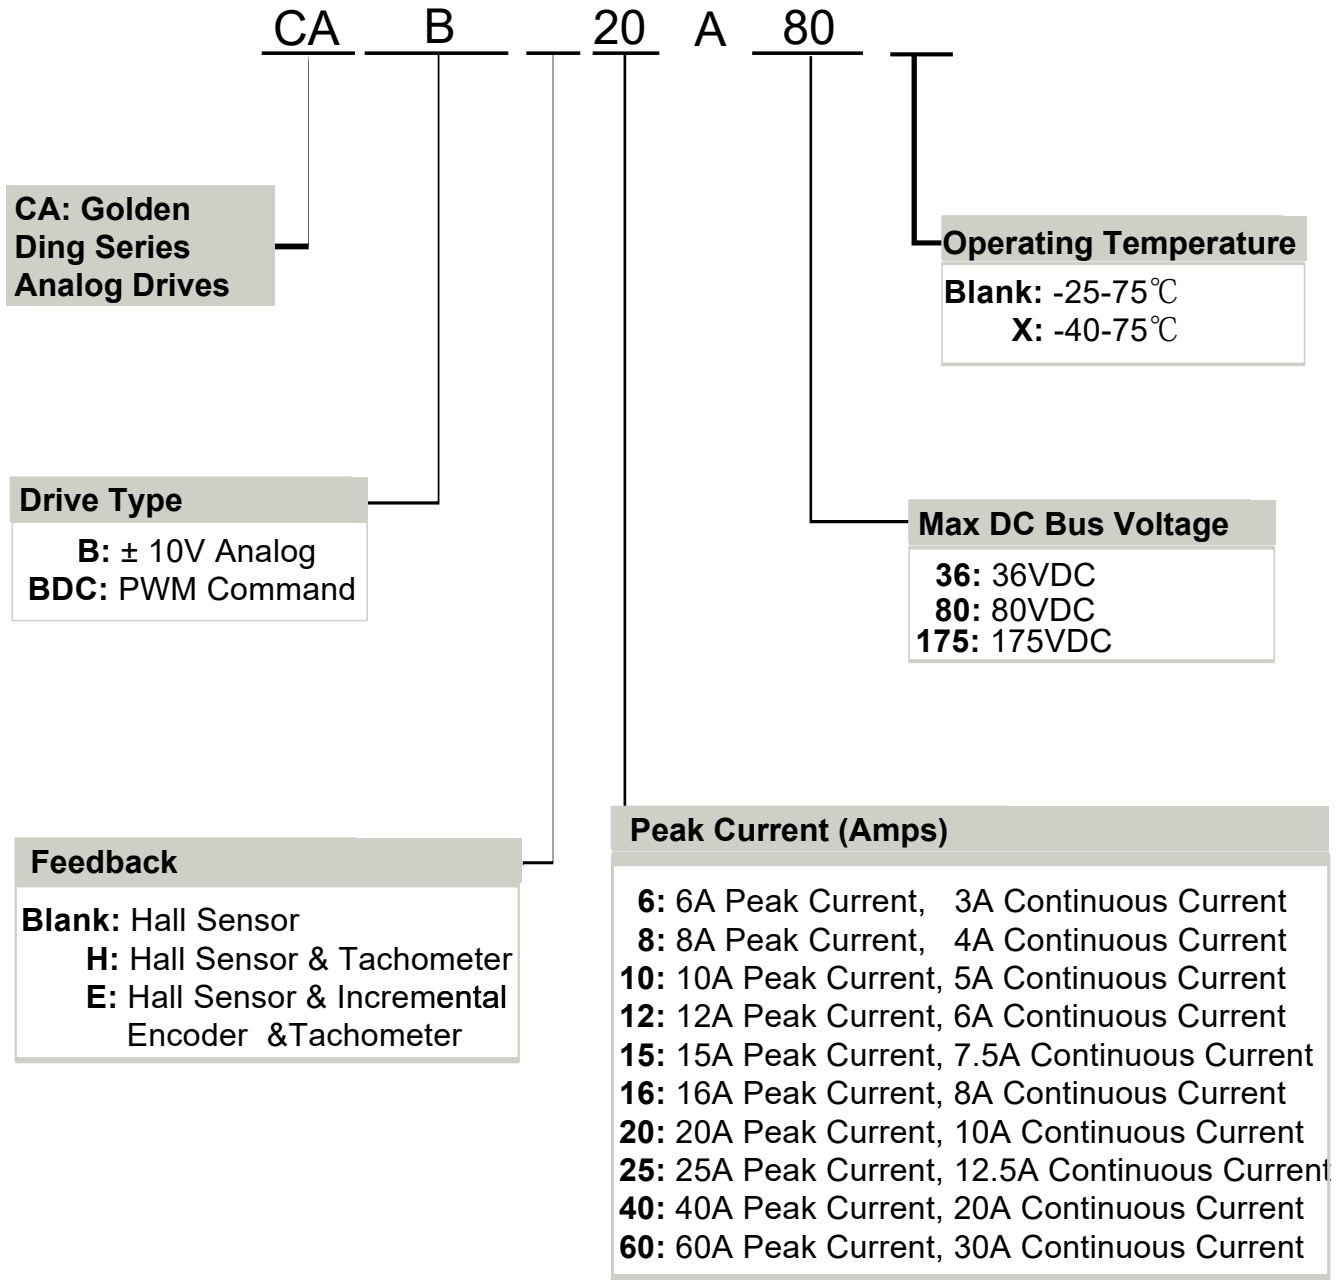 CA B 20 A 80
CA: Golden
Ding Series
Analog Drives
Operating Temperature
Blank: -25-75℃
X: -40-75℃
Drive Type
B: ± 10V Analog
BDC: PWM Command
Max DC Bus Voltage
36: 36VDC
80: 80VDC
175: 175VDC
Feedback
Blank: Hall Sensor
H: Hall Sensor & Tachometer
E: Hall Sensor & Incremental
Encoder &Tachometer
Peak Current (Amps)
6: 6A Peak Current, 3A Continuous Current
8: 8A Peak Current, 4A Continuous Current
10: 10A Peak Current, 5A Continuous Current
12: 12A Peak Current, 6A Continuous Current
15: 15A Peak Current, 7.5A Continuous Current
16: 16A Peak Current, 8A Continuous Current
20: 20A Peak Current, 10A Continuous Current
25: 25A Peak Current, 12.5A Continuous Current
40: 40A Peak Current, 20A Continuous Current
60: 60A Peak Current, 30A Continuous Current